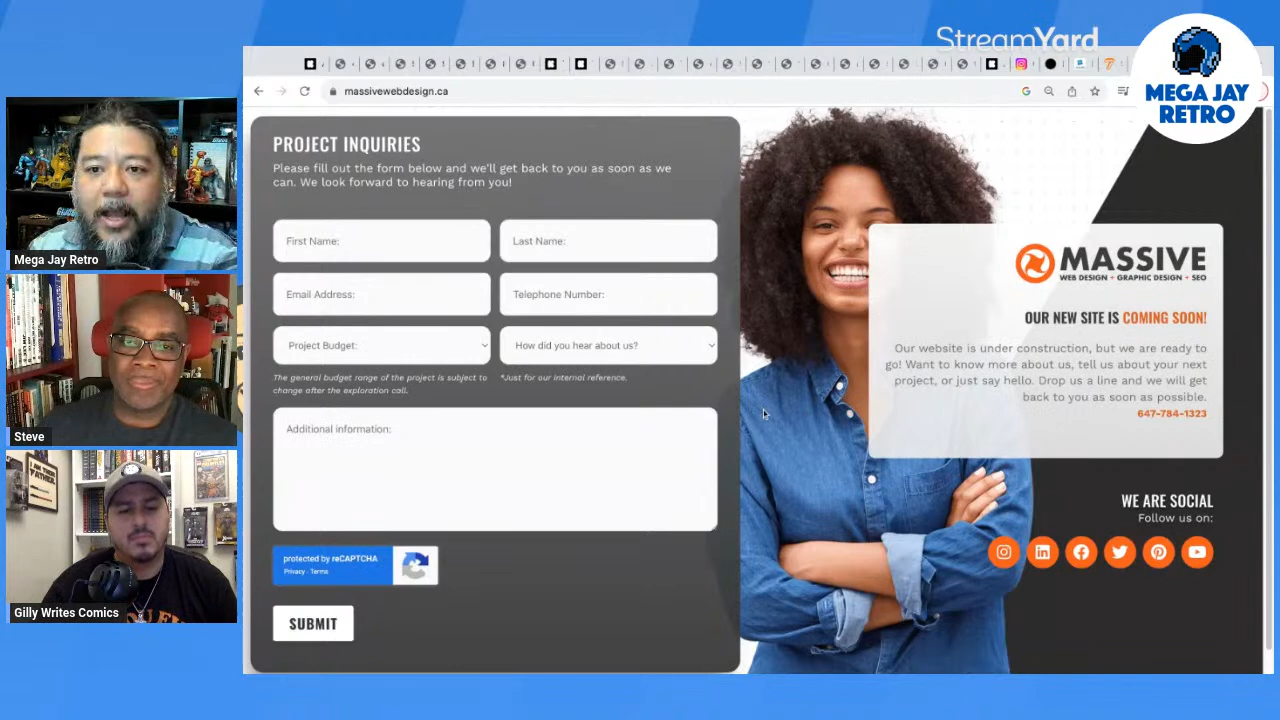 StreamYard
MEGA JAY
RETRO
massivewebdesign.ca
Mega Jay Retro
Steve
I AM THEIR
FATHER.
Gilly Writes Comics
PROJECT INQUIRIES
Please fill out the form below and we'll get back to you as soon as we
can. We look forward to hearing from you!
First Name:
Last Name:
Email Address:
Telephone Number:
Project Budget:
How did you hear about us?
The general budget range of the project is subject to
change after the exploration call.
*Just for our internal reference.
Additional information:
protected by reCAPTCHA
Privacy - Terms
SUBMIT
MASSIVE
WEB DESIGN + GRAPHIC DESIGN + SEO
OUR NEW SITE IS COMING SOON!
Our website is under construction, but we are ready to
go! Want to know more about us, tell us about your next
project, or just say hello. Drop us a line and we will get
back to you as soon as possible.
647-784-1323
WE ARE SOCIAL
Follow us on: